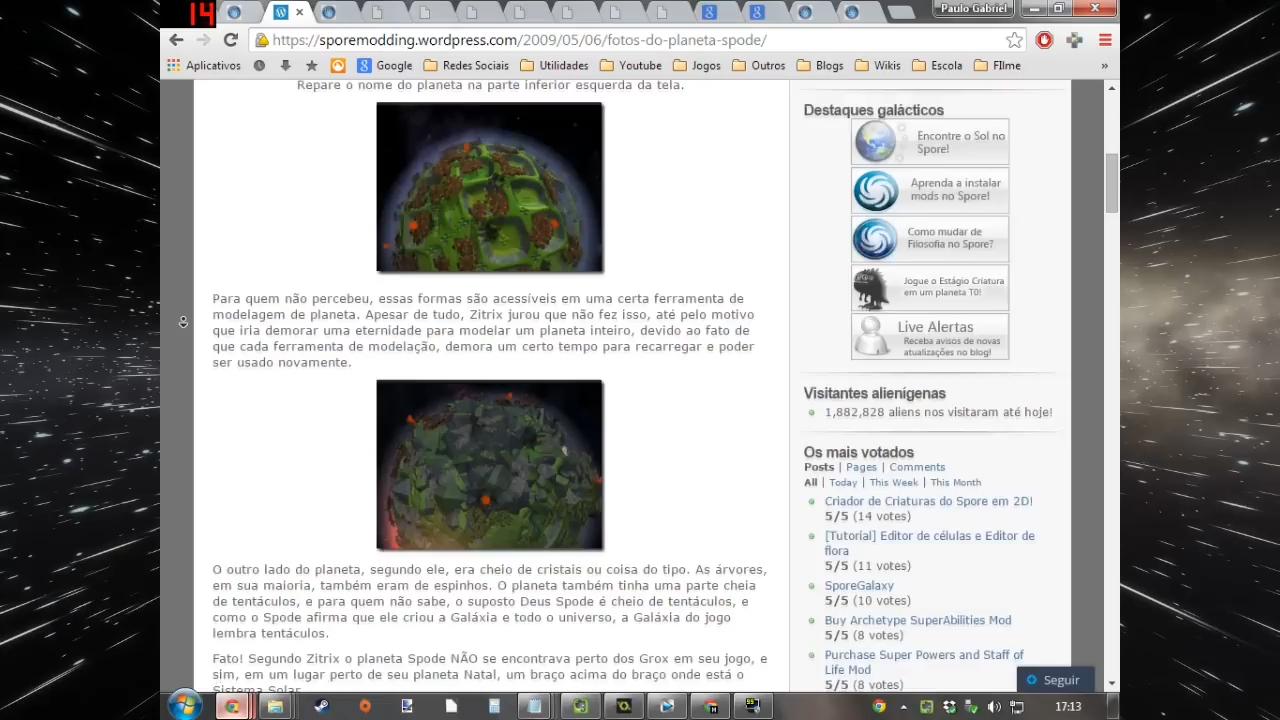 14
Paulo Gabriel
https://sporemodding.wordpress.com/2009/05/06/fotos-do-planeta-spode/
Aplicativos
Google
Redes Sociais
Utilidades
Youtube
Jogos
Outros
Blogs
Wikis
Escola
FIlme
»
Repare o nome do planeta na parte inferior esquerda da tela.
Para quem não percebeu, essas formas são acessíveis em uma certa ferramenta de
modelagem de planeta. Apesar de tudo, Zitrix jurou que não fez isso, até pelo motivo
que iria demorar uma eternidade para modelar um planeta inteiro, devido ao fato de
que cada ferramenta de modelação, demora um certo tempo para recarregar e poder
ser usado novamente.
O outro lado do planeta, segundo ele, era cheio de cristais ou coisa do tipo. As árvores,
em sua maioria, também eram de espinhos. O planeta também tinha uma parte cheia
de tentáculos, e para quem não sabe, o suposto Deus Spode é cheio de tentáculos, e
como o Spode afirma que ele criou a Galáxia e todo o universo, a Galáxia do jogo
lembra tentáculos.
Fato! Segundo Zitrix o planeta Spode NÃO se encontrava perto dos Grox em seu jogo, e
sim, em um lugar perto de seu planeta Natal, um braço acima do braço onde está o
Sistema Solar.
Destaques galácticos
Encontre o Sol no
Spore!
Aprenda a instalar
mods no Spore!
Como mudar de
Filosofia no Spore?
Jogue o Estágio Criatura
em um planeta T0!
Live Alertas
Receba avisos de novas
atualizações no blog!
Visitantes alienígenas
1,882,828 aliens nos visitaram até hoje!
Os mais votados
Posts | Pages | Comments
All | Today | This Week | This Month
Criador de Criaturas do Spore em 2D!
5/5 (14 votes)
[Tutorial] Editor de células e Editor de
flora
5/5 (11 votes)
SporeGalaxy
5/5 (10 votes)
Buy Archetype SuperAbilities Mod
5/5 (8 votes)
Purchase Super Powers and Staff of
Life Mod
5/5 (8 votes)
Seguir
17:13